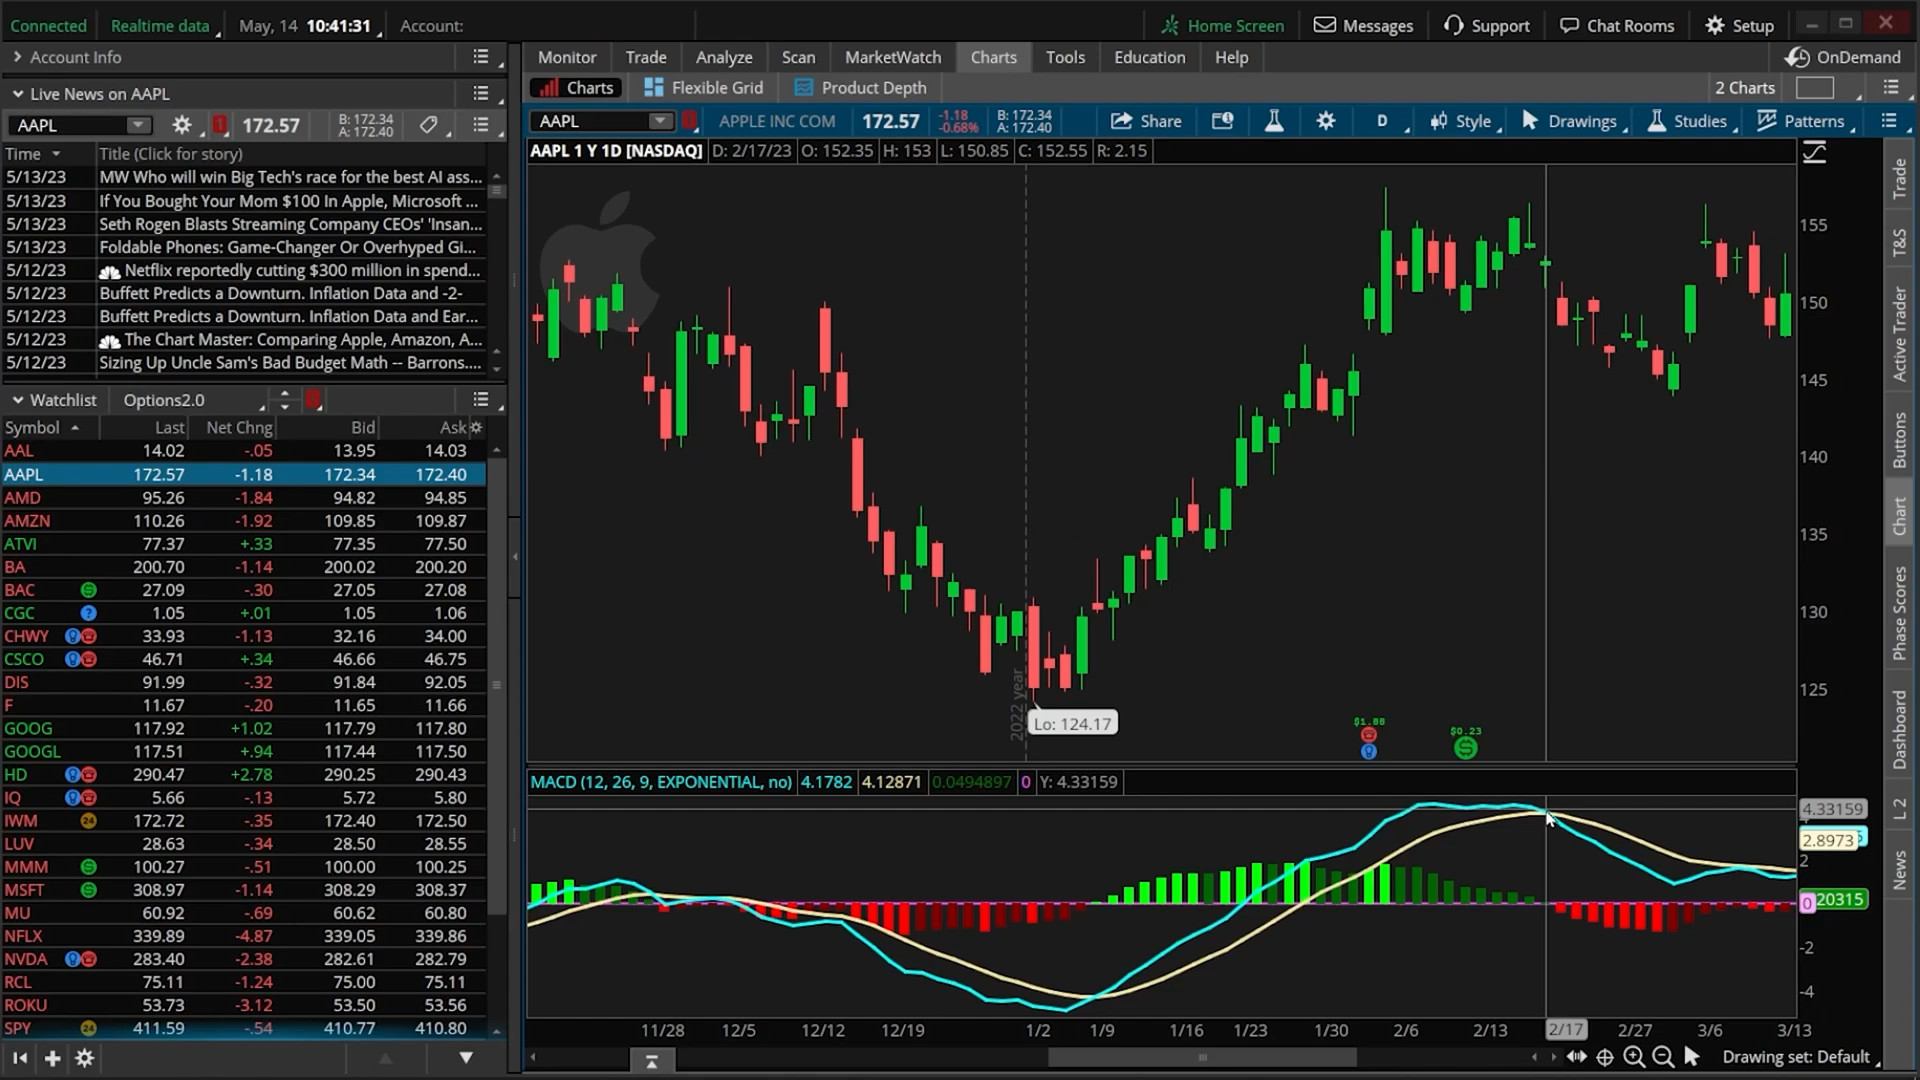 Connected Realtime data May, 14 10:41:31 Account: Home Screen Messages Support Chat Rooms Setup
Account Info
Live News on AAPL
AAPL 1 172.57 B: 172.34 A: 172.40
Time Title (Click for story)
5/13/23 MW Who will win Big Tech's race for the best AI ass...
5/13/23 If You Bought Your Mom $100 In Apple, Microsoft ...
5/13/23 Seth Rogen Blasts Streaming Company CEOs' 'Insan...
5/13/23 Foldable Phones: Game-Changer Or Overhyped Gi...
5/12/23 Netflix reportedly cutting $300 million in spend...
5/12/23 Buffett Predicts a Downturn. Inflation Data and -2-
5/12/23 Buffett Predicts a Downturn. Inflation Data and Ear...
5/12/23 The Chart Master: Comparing Apple, Amazon, A...
5/12/23 Sizing Up Uncle Sam's Bad Budget Math -- Barrons....
Watchlist Options2.0
Symbol Last Net Chng Bid Ask
AAL 14.02 -.05 13.95 14.03
AAPL 172.57 -1.18 172.34 172.40
AMD 95.26 -1.84 94.82 94.85
AMZN 110.26 -1.92 109.85 109.87
ATVI 77.37 +.33 77.35 77.50
BA 200.70 -1.14 200.02 200.20
BAC 27.09 -.30 27.05 27.08
CGC 1.05 +.01 1.05 1.06
CHWY 33.93 -1.13 32.16 34.00
CSCO 46.71 +.34 46.66 46.75
DIS 91.99 -.32 91.84 92.05
F 11.67 -.20 11.65 11.66
GOOG 117.92 +1.02 117.79 117.80
GOOGL 117.51 +.94 117.44 117.50
HD 290.47 +2.78 290.25 290.43
IQ 5.66 -.13 5.72 5.80
IWM 24 172.72 -.35 172.40 172.50
LUV 28.63 -.34 28.50 28.55
MMM 100.27 -.51 100.00 100.25
MSFT 308.97 -1.14 308.29 308.37
MU 60.92 -.69 60.62 60.80
NFLX 339.89 -4.87 339.05 339.86
NVDA 283.40 -2.38 282.61 282.79
RCL 75.11 -1.24 75.00 75.11
ROKU 53.73 -3.12 53.50 53.56
SPY 24 411.59 -.54 410.77 410.80
Monitor Trade Analyze Scan MarketWatch Charts Tools Education Help OnDemand
Charts Flexible Grid Product Depth 2 Charts
AAPL APPLE INC COM 172.57 -1.18 -0.68% B: 172.34 A: 172.40 Share D Style Drawings Studies Patterns
AAPL 1 Y 1D [NASDAQ] D: 2/17/23 O: 152.35 H: 153 L: 150.85 C: 152.55 R: 2.15
155
150
145
140
135
130
125
2022 year
Lo: 124.17
$1.88
$0.23
MACD (12, 26, 9, EXPONENTIAL, no) 4.1782 4.12871 0.0494897 0 Y: 4.33159
4.33159
2.8973
2
0 20315
-2
-4
11/28 12/5 12/12 12/19 1/2 1/9 1/16 1/23 1/30 2/6 2/13 2/17 2/27 3/6 3/13
Drawing set: Default
Trade
T&S
Active Trader
Buttons
Chart
Phase Scores
Dashboard
L 2
News